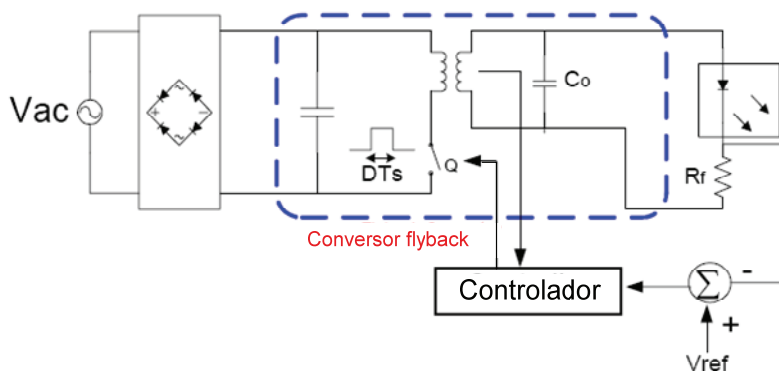 Vac
DTs
Q
Co
Rf
Conversor flyback
Controlador
Σ
-
+
Vref